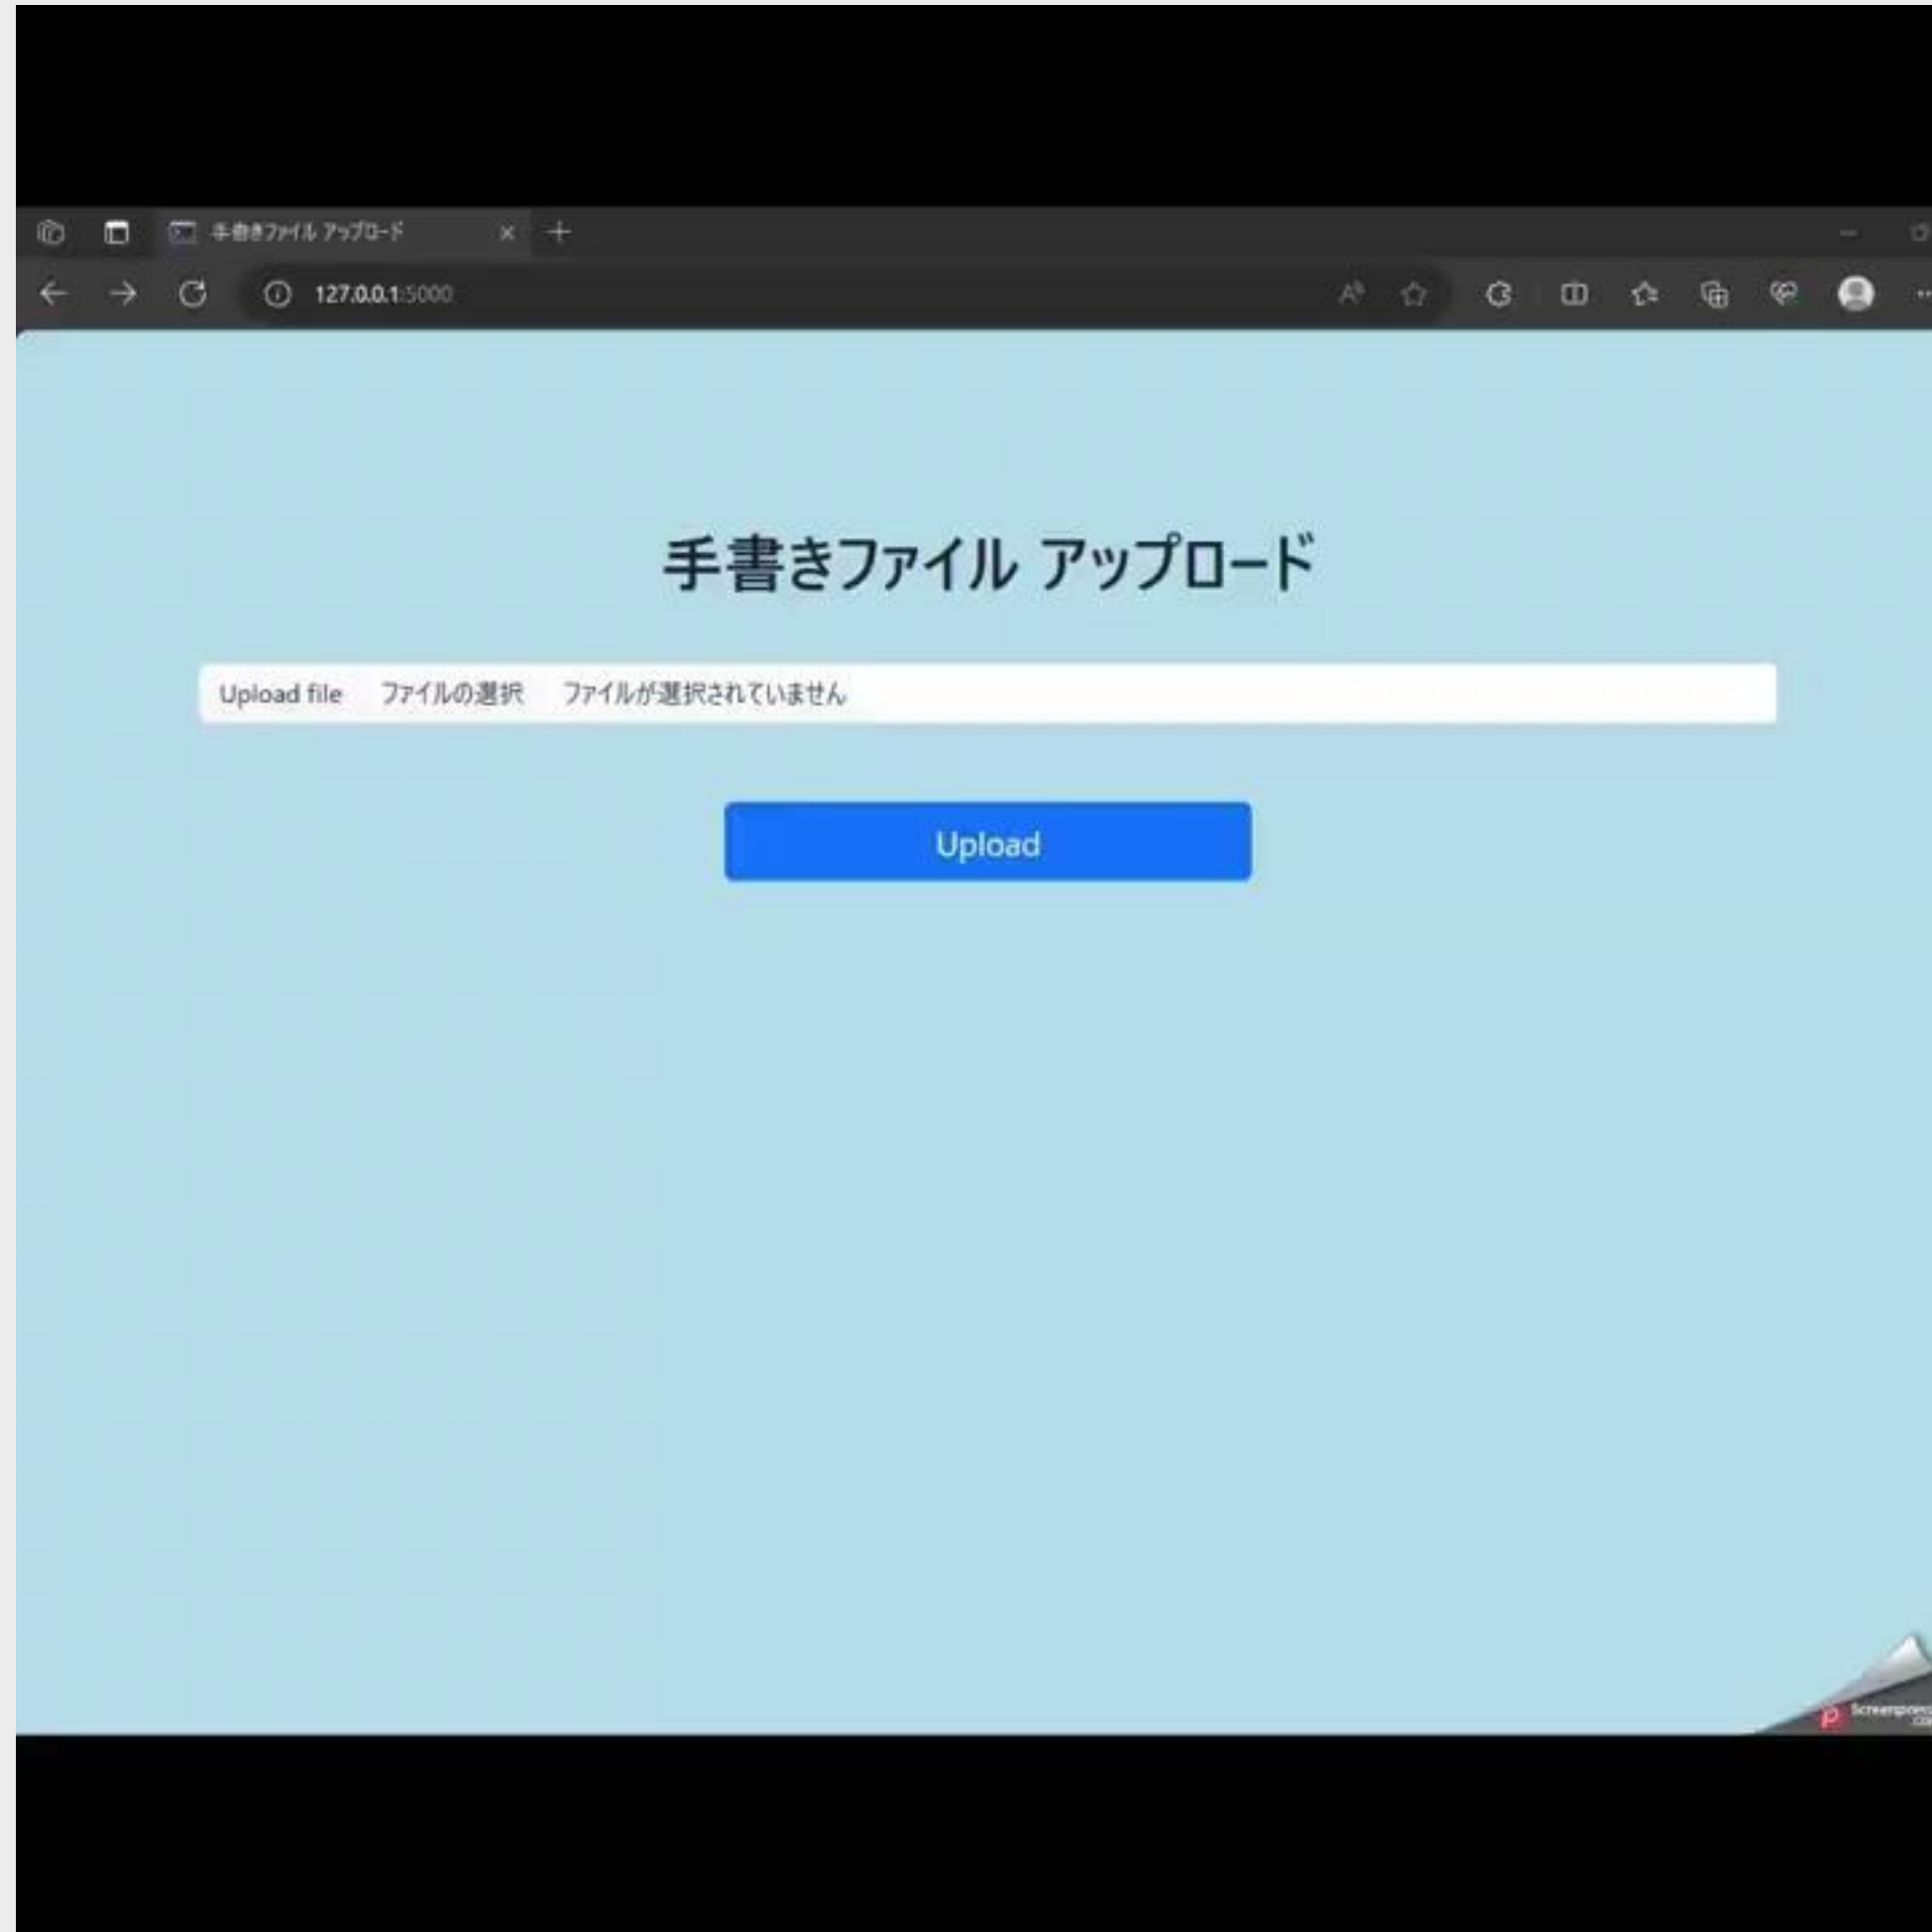 手書きファイル アップロード
127.0.0.1:5000
手書きファイル アップロード
Upload file ファイルの選択 ファイルが選択されていません
Upload